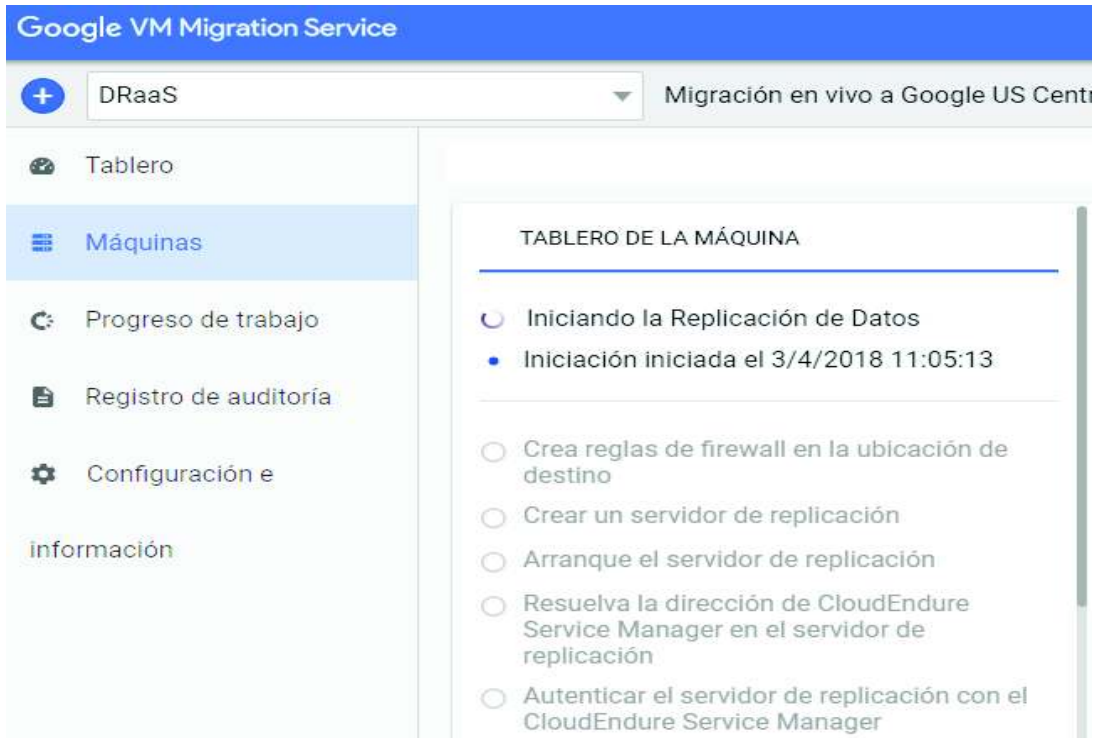 Google VM Migration Service
DRaaS
Migración en vivo a Google US
Tablero
Máquinas
Progreso de trabajo
Registro de auditoría
Configuración e
información
TABLERO DE LA MÁQUINA
Iniciando la Replicación de Datos
Iniciación iniciada el 3/4/2018 11:05:13
Crea reglas de firewall en la ubicación de
destino
Crear un servidor de replicación
Arranque el servidor de replicación
Resuelva la dirección de CloudEndure
Service Manager en el servidor de
replicación
Autenticar el servidor de replicación con el
CloudEndure Service Manager